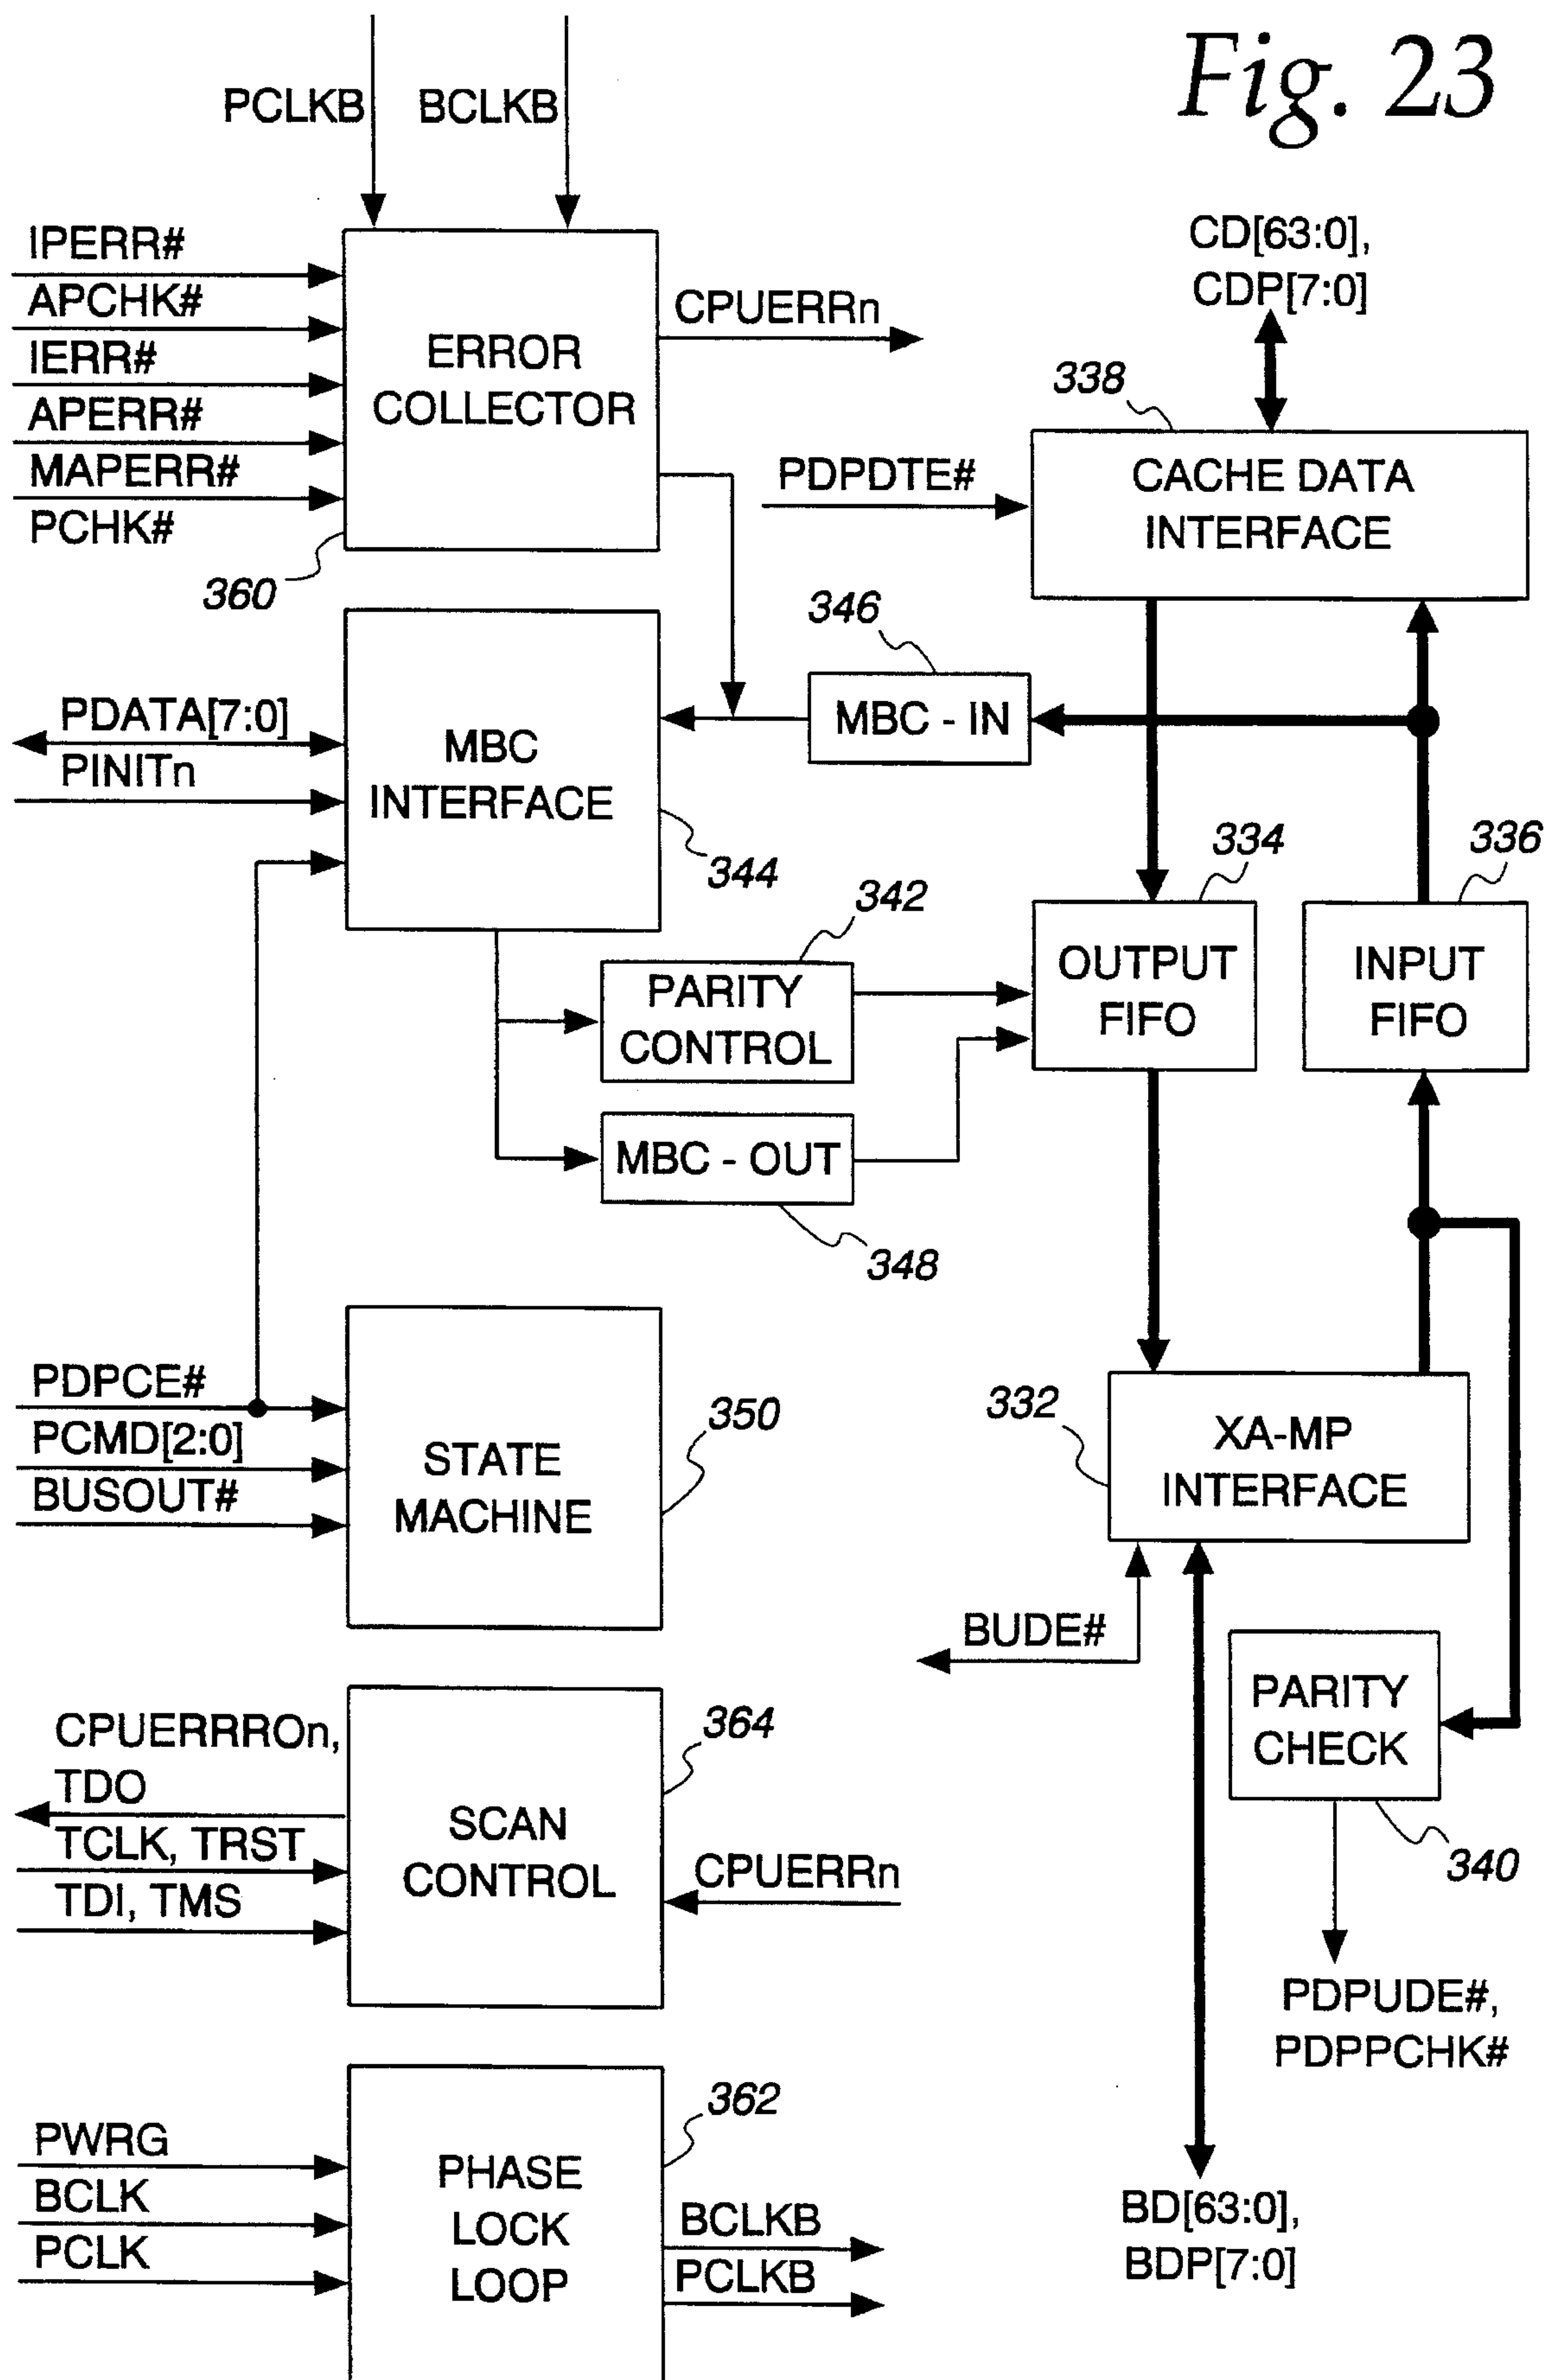 Fig. 23
PCLKB
BCLKB
IPERR#
APCHK#
IERR#
APERR#
MAPERR#
PCHK#
ERROR
COLLECTOR
360
CPUERRn
CD[63:0],
CDP[7:0]
338
PDPDTE#
CACHE DATA
INTERFACE
346
MBC - IN
PDATA[7:0]
PINITn
MBC
INTERFACE
344
342
PARITY
CONTROL
MBC - OUT
348
334
OUTPUT
FIFO
336
INPUT
FIFO
PDPCE#
PCMD[2:0]
BUSOUT#
STATE
MACHINE
350
332
XA-MP
INTERFACE
BUDE#
PARITY
CHECK
340
PDPUDE#,
PDPPCHK#
CPUERRROn,
TDO
TCLK, TRST
TDI, TMS
SCAN
CONTROL
364
CPUERRn
PWRG
BCLK
PCLK
PHASE
LOCK
LOOP
362
BCLKB
PCLKB
BD[63:0],
BDP[7:0]